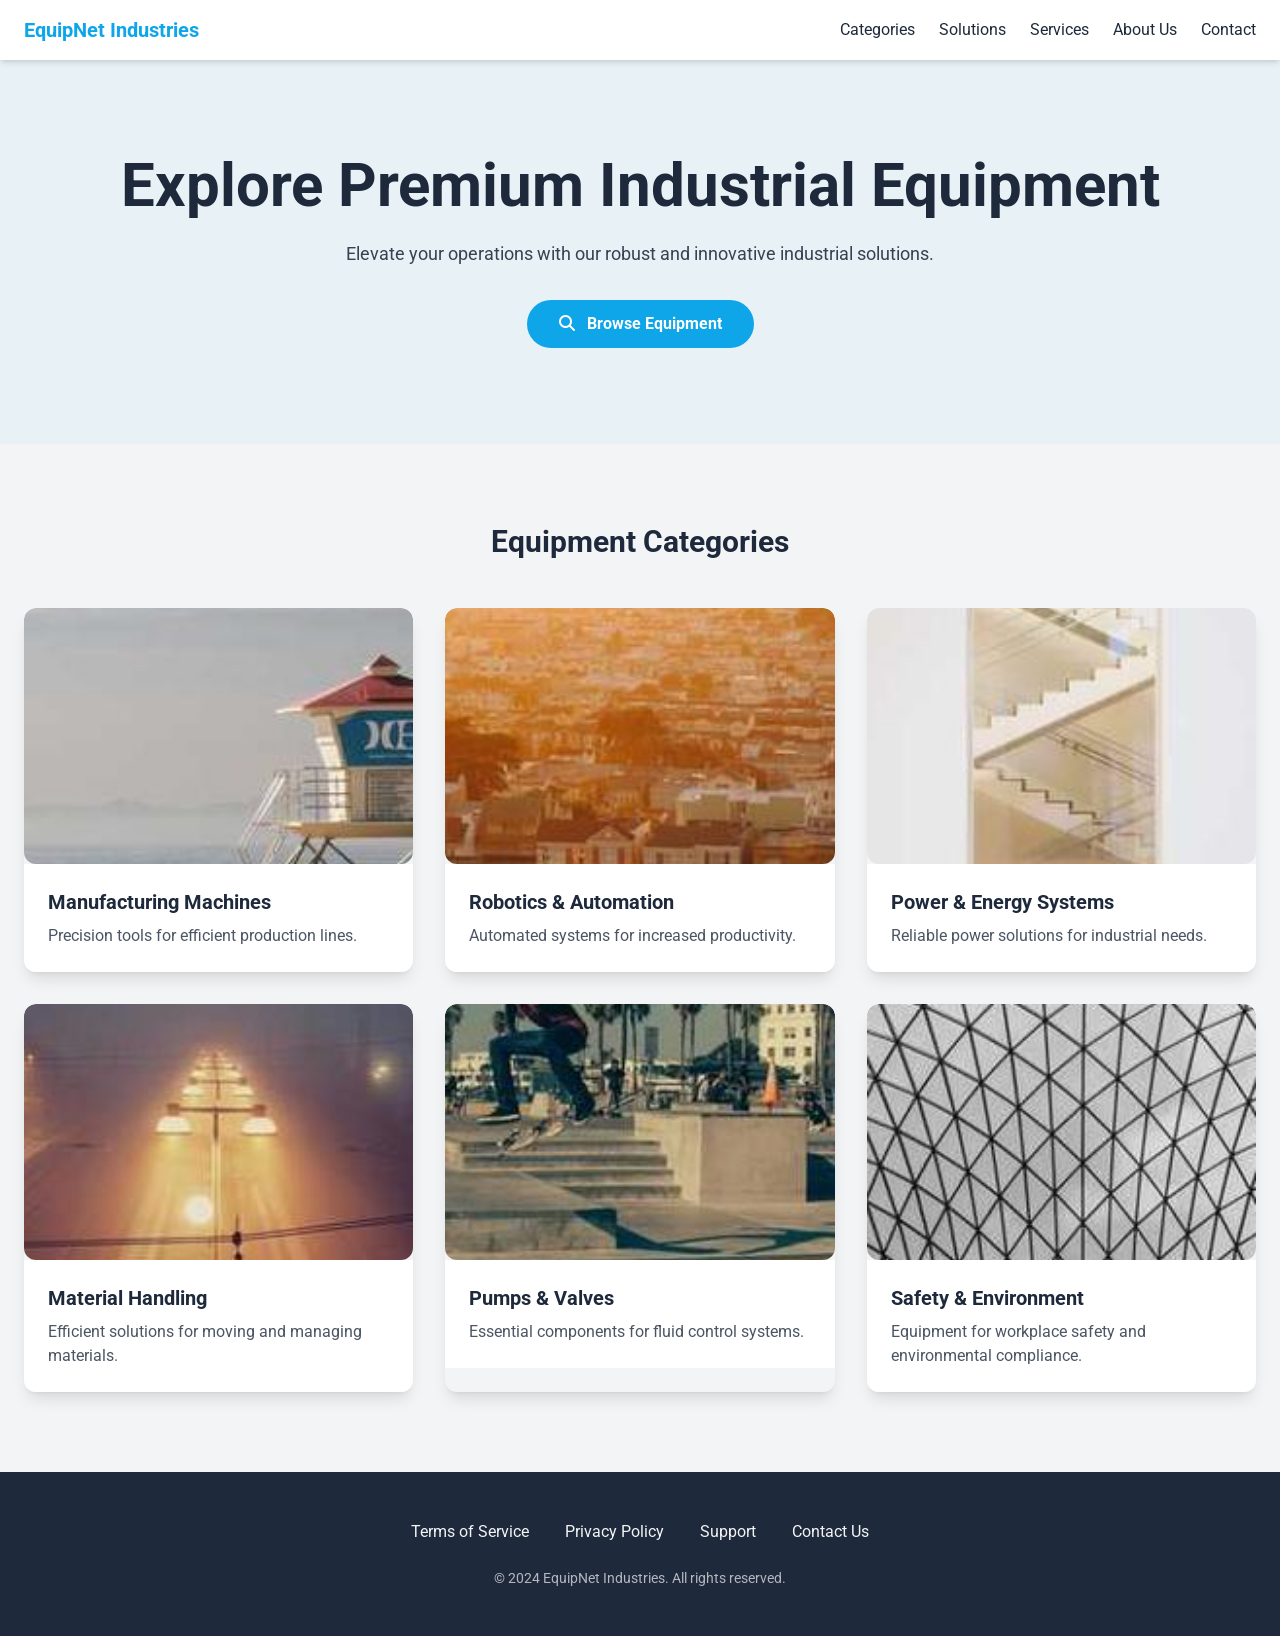 EquipNet Industries
Categories
Solutions
Services
About Us
Contact
Explore Premium Industrial Equipment
Elevate your operations with our robust and innovative industrial solutions.
Browse Equipment
Equipment Categories
Manufacturing Machines
Precision tools for efficient production lines.
Robotics & Automation
Automated systems for increased productivity.
Power & Energy Systems
Reliable power solutions for industrial needs.
Material Handling
Efficient solutions for moving and managing
materials.
Pumps & Valves
Essential components for fluid control systems.
Safety & Environment
Equipment for workplace safety and
environmental compliance.
Terms of Service
Privacy Policy
Support
Contact Us
© 2024 EquipNet Industries. All rights reserved.